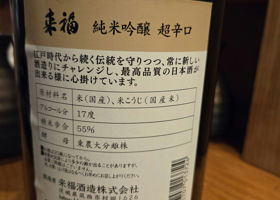 来福 純米吟醸 超辛口
江戸時代から続く伝統を守りつつ、常に新しい
酒造りにチャレンジし、最高品質の日本酒が
出来る様に心掛けています。
原材料名 米(国産)、米こうじ(国産米)
アルコール分 17度
精米歩合 55%
酵 母 東農大分離株
来福酒造株式会社